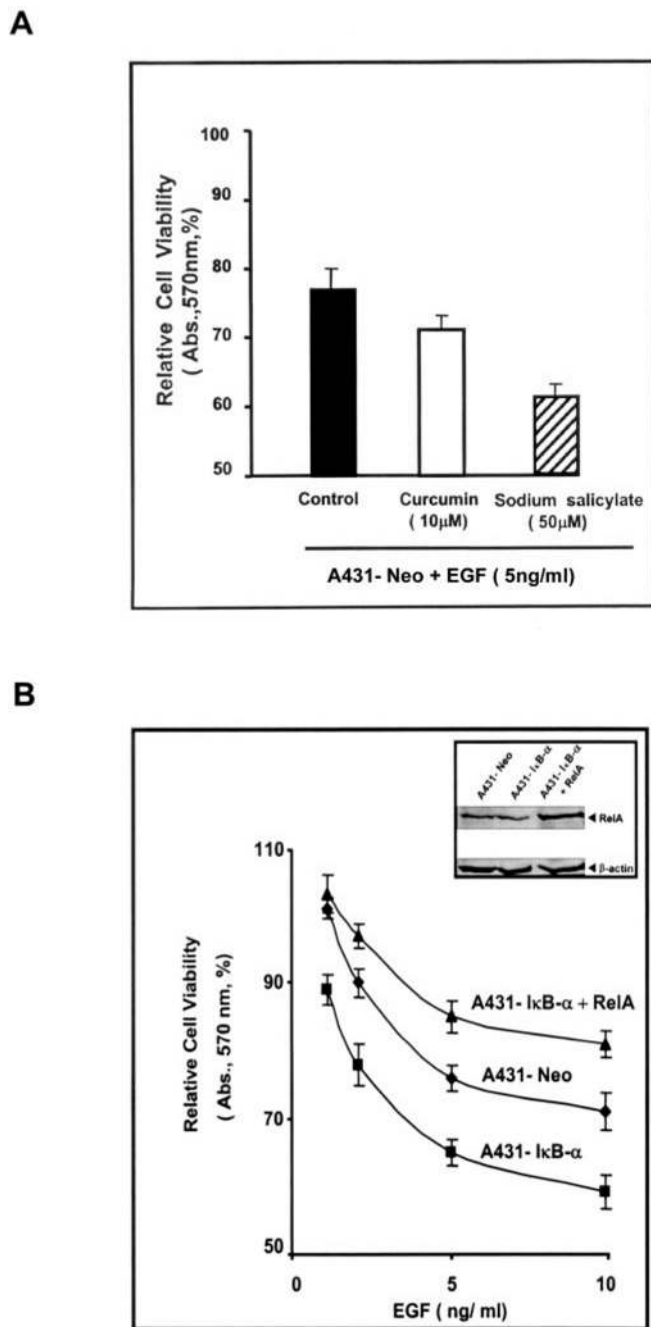 A
Relative Cell Viability
( Abs.,570nm,%)
100
90
80
70
60
50
Control
Curcumin
( 10µM)
Sodium salicylate
( 50µM)
A431- Neo + EGF ( 5ng/ml)
B
A431- Neo
A431- IκB-α
A431- IκB-α
+ RelA
RelA
β-actin
Relative Cell Viability
( Abs., 570 nm, %)
110
90
70
50
A431- IκB-α + RelA
A431- Neo
A431- IκB-α
0
5
10
EGF ( ng/ ml)